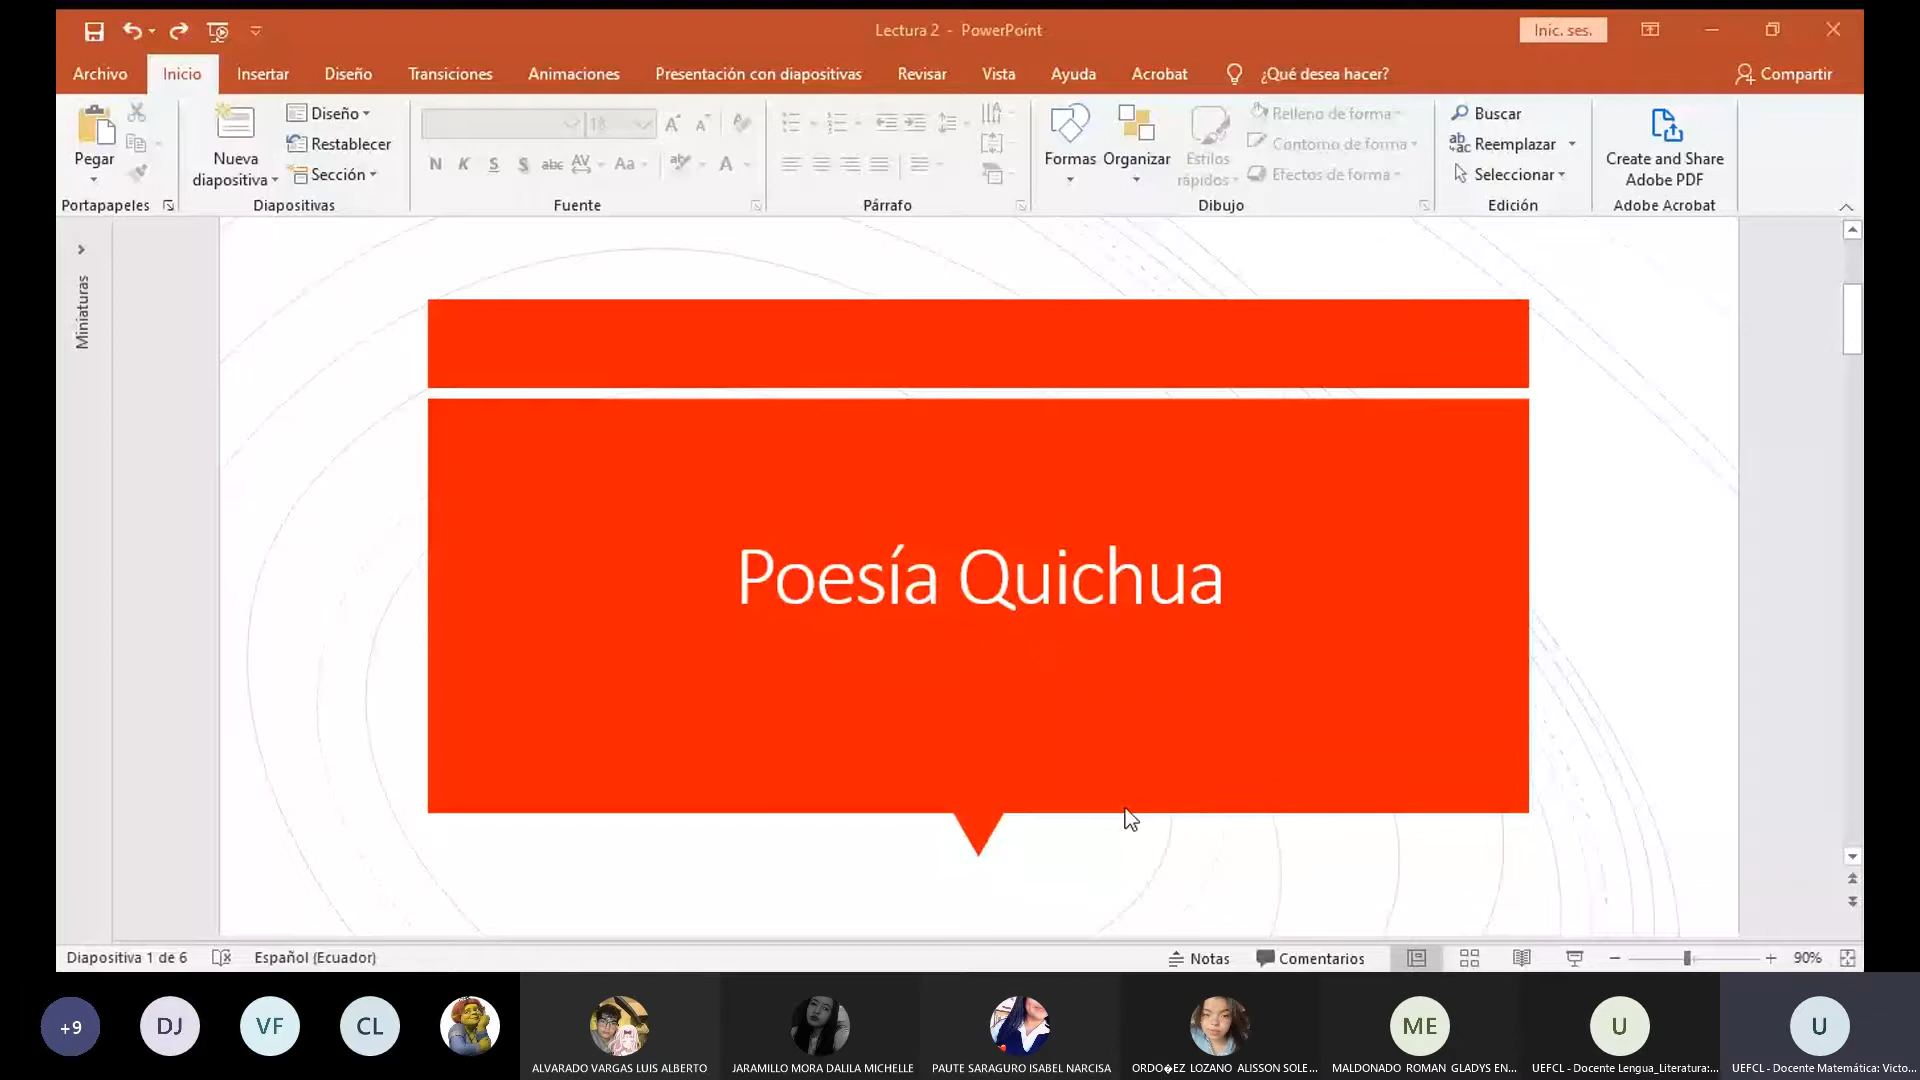 Lectura 2 - PowerPoint
Inic. ses.
Archivo Inicio Insertar Diseño Transiciones Animaciones Presentación con diapositivas Revisar Vista Ayuda Acrobat ¿Qué desea hacer? Compartir
Pegar
Portapapeles
Nueva
diapositiva
Diseño
Restablecer
Sección
Diapositivas
18
N K S S abc AV Aa A
Fuente
Párrafo
Formas
Organizar
Estilos
rápidos
Relleno de forma
Contorno de forma
Efectos de forma
Dibujo
Buscar
Reemplazar
Seleccionar
Edición
Create and Share
Adobe PDF
Adobe Acrobat
Miniaturas
Poesía Quichua
Diapositiva 1 de 6 Español (Ecuador) Notas Comentarios 90%
+9 DJ VF CL ME U U
ALVARADO VARGAS LUIS ALBERTO
JARAMILLO MORA DALILA MICHELLE
PAUTE SARAGURO ISABEL NARCISA
ORDO�EZ LOZANO ALISSON SOLE...
MALDONADO ROMAN GLADYS EN...
UEFCL - Docente Lengua_Literatura:...
UEFCL - Docente Matemática: Victo...